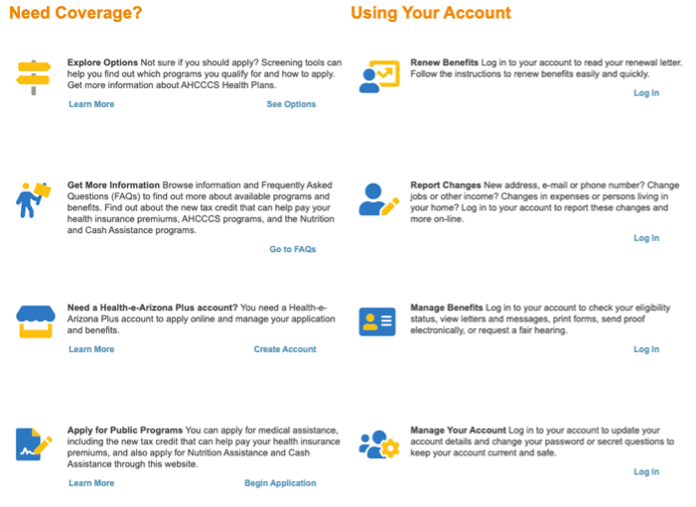 Need Coverage?
Explore Options Not sure if you should apply? Screening tools can
help you find out which programs you qualify for and how to apply.
Get more information about AHCCCS Health Plans.
Learn More See Options
Get More Information Browse information and Frequently Asked
Questions (FAQs) to find out more about available programs and
benefits. Find out about the new tax credit that can help pay your
health insurance premiums, AHCCCS programs, and the Nutrition
and Cash Assistance programs.
Go to FAQs
Need a Health-e-Arizona Plus account? You need a Health-e-
Arizona Plus account to apply online and manage your application
and benefits.
Learn More Create Account
Apply for Public Programs You can apply for medical assistance,
including the new tax credit that can help pay your health insurance
premiums, and also apply for Nutrition Assistance and Cash
Assistance through this website.
Learn More Begin Application
Using Your Account
Renew Benefits Log in to your account to read your renewal letter.
Follow the instructions to renew benefits easily and quickly.
Log In
Report Changes New address, e-mail or phone number? Change
jobs or other income? Changes in expenses or persons living in
your home? Log in to your account to report these changes and
more on-line.
Log In
Manage Benefits Log in to your account to check your eligibility
status, view letters and messages, print forms, send proof
electronically, or request a fair hearing.
Log In
Manage Your Account Log in to your account to update your
account details and change your password or secret questions to
keep your account current and safe.
Log In